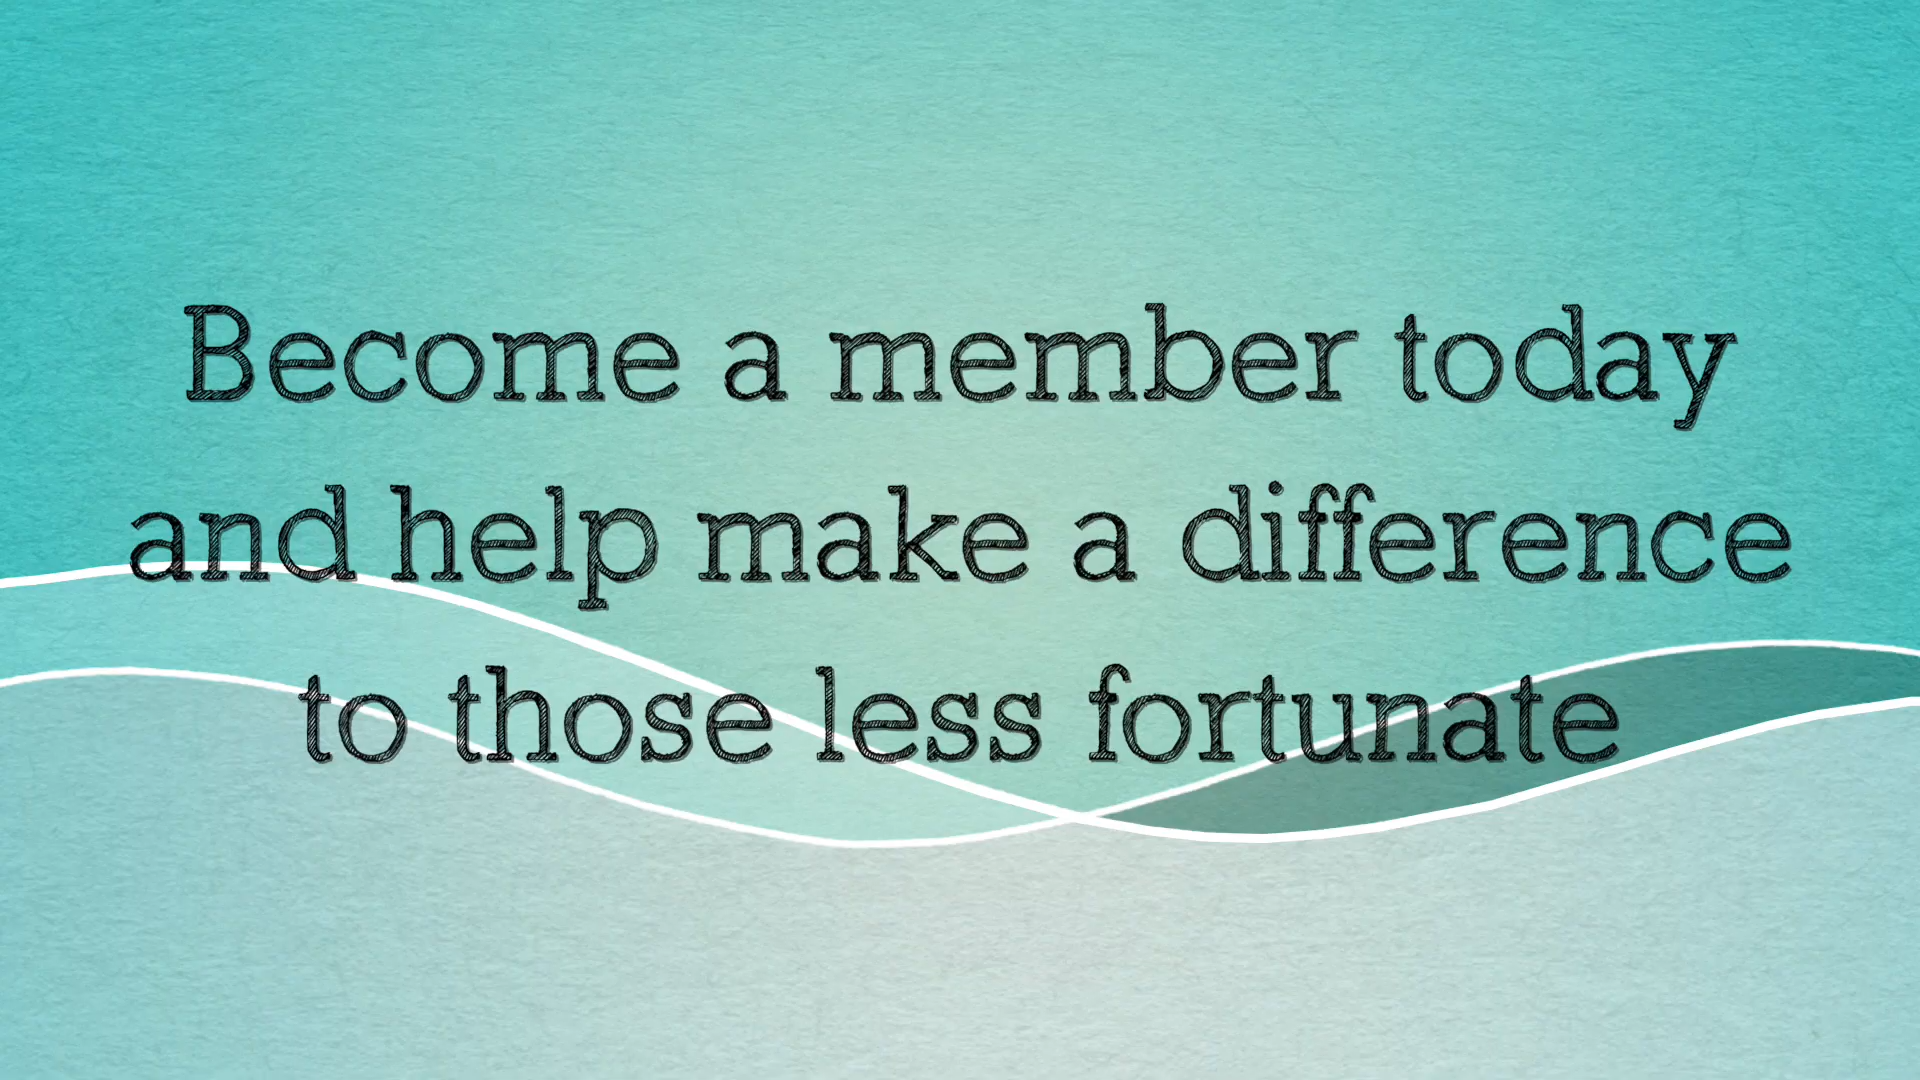 Become a member today
and help make a difference
to those less fortunate